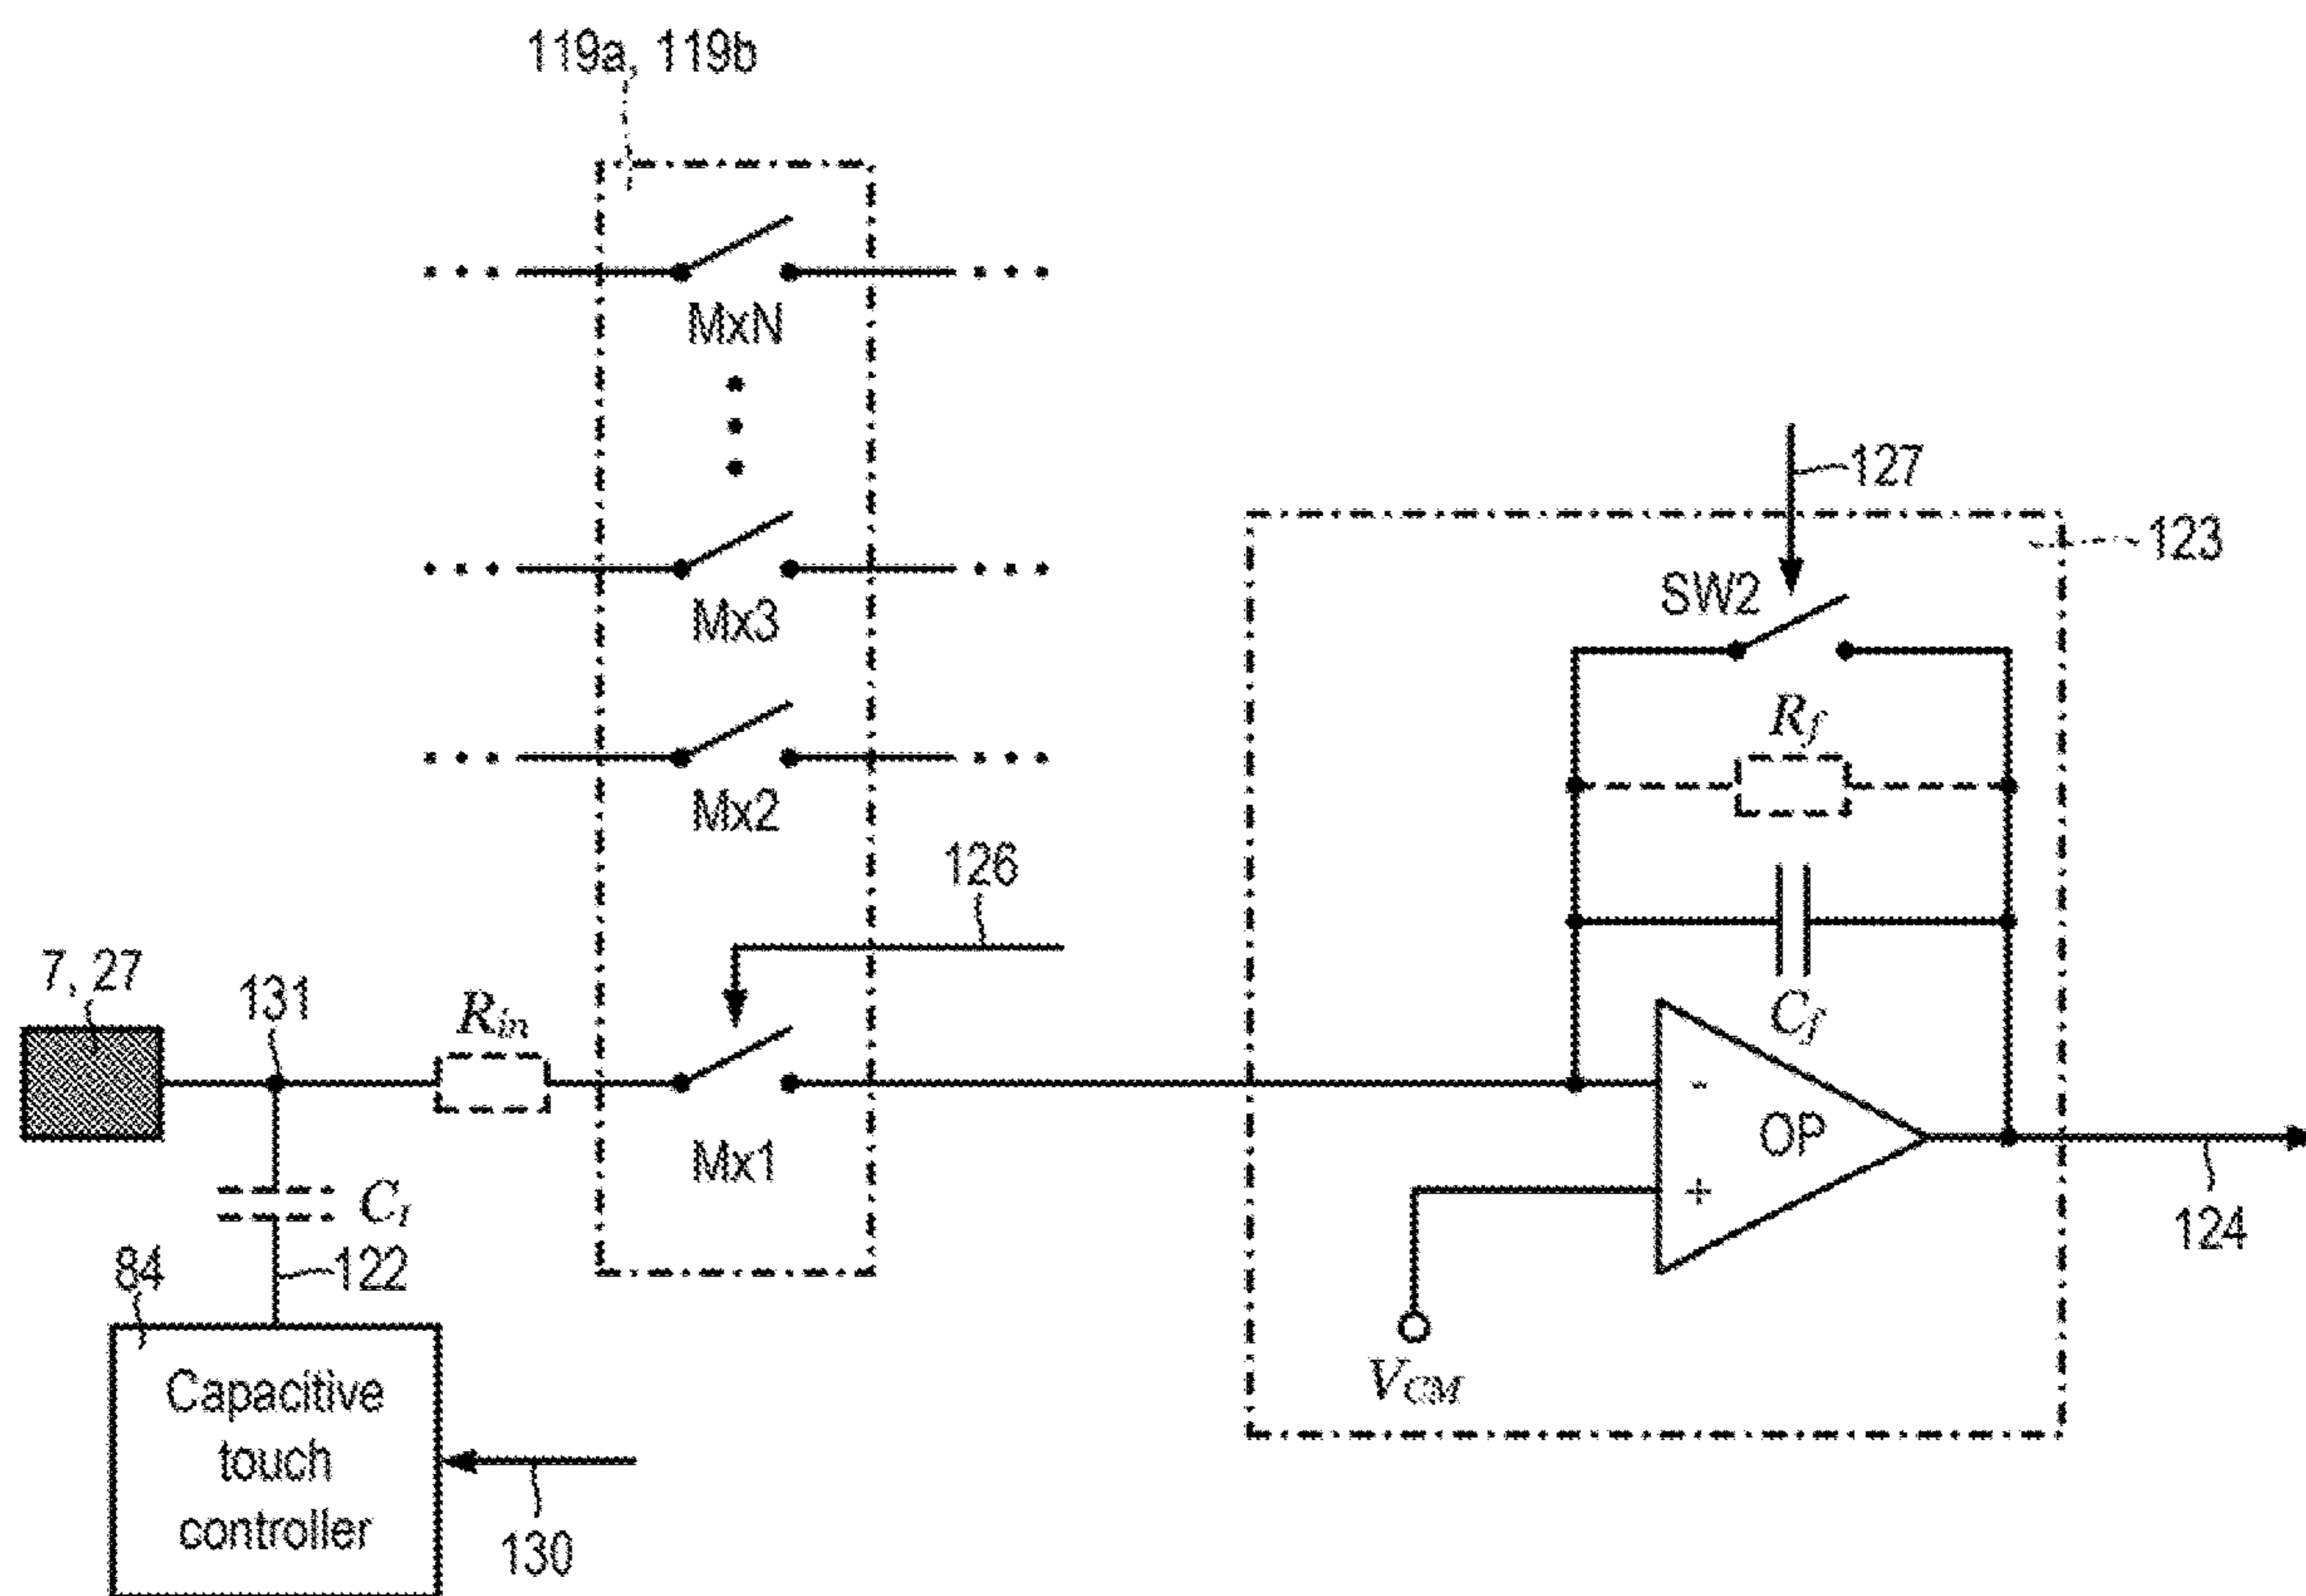 119a, 119b
MxN
127
123
SW2
Mx3
Rf
Mx2
126
Cf
7, 27
131
Rin
-
OP
Mx1
+
Ci
124
122
84
VCM
Capacitive
touch
controller
130